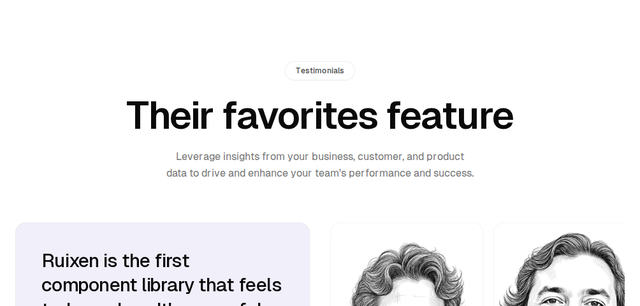 Testimonials
Their favorites feature
Leverage insights from your business, customer, and product
data to drive and enhance your team's performance and success.
Ruixen is the first
component library that feels